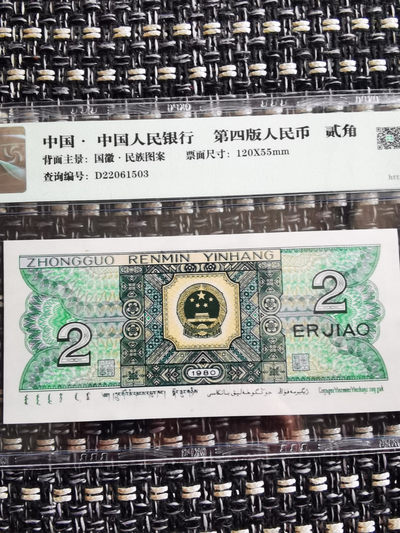 中国 · 中国人民银行 第四版人民币 贰角
背面主景: 国徽 · 民族图案 票面尺寸: 120X55mm
查询编号: D22061503
ZHONGGUO RENMIN YINHANG
2
2
ERJIAO
1980